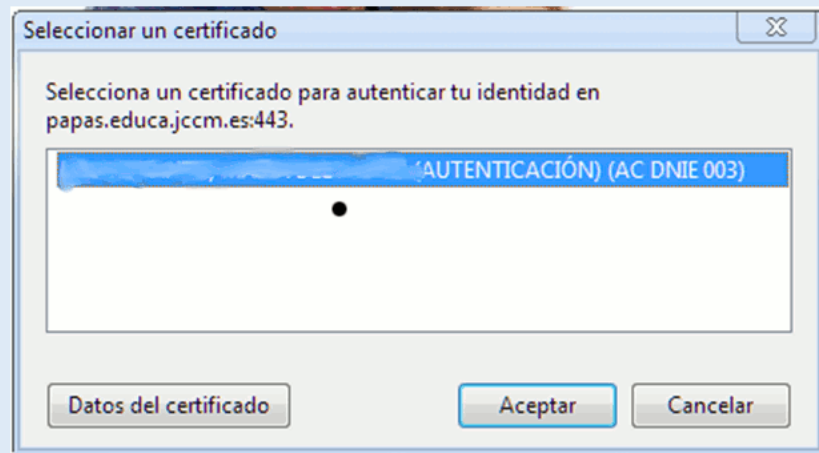 Seleccionar un certificado
Selecciona un certificado para autenticar tu identidad en
papas.educa.jccm.es:443.
(AUTENTICACIÓN) (AC DNIE 003)
Datos del certificado
Aceptar
Cancelar